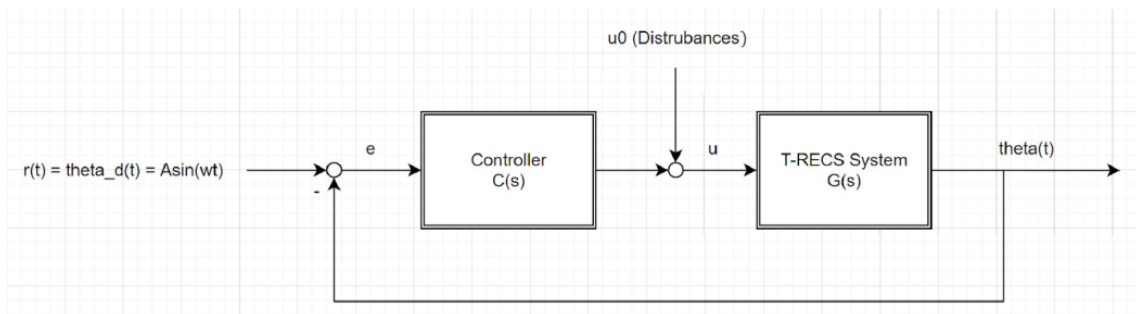 u0 (Distrubances)
r(t) = theta_d(t) = Asin(wt)
e
Controller
C(s)
u
T-RECS System
G(s)
theta(t)
-